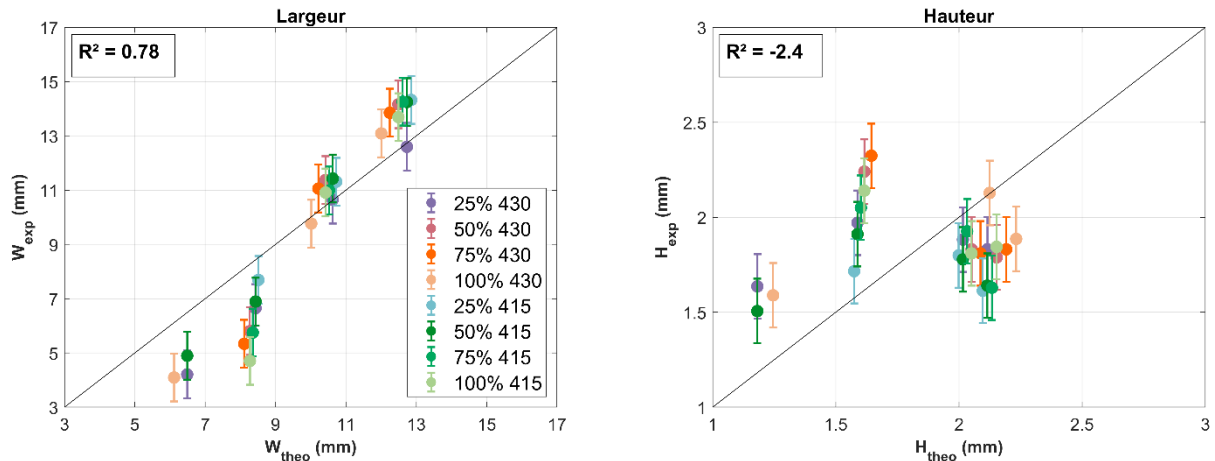 Largeur
R² = 0.78
17
15
13
11
9
7
5
3
W_exp (mm)
3 5 7 9 11 13 15 17
W_theo (mm)
25% 430
50% 430
75% 430
100% 430
25% 415
50% 415
75% 415
100% 415
Hauteur
R² = -2.4
3
2.5
2
1.5
1
H_exp (mm)
1 1.5 2 2.5 3
H_theo (mm)